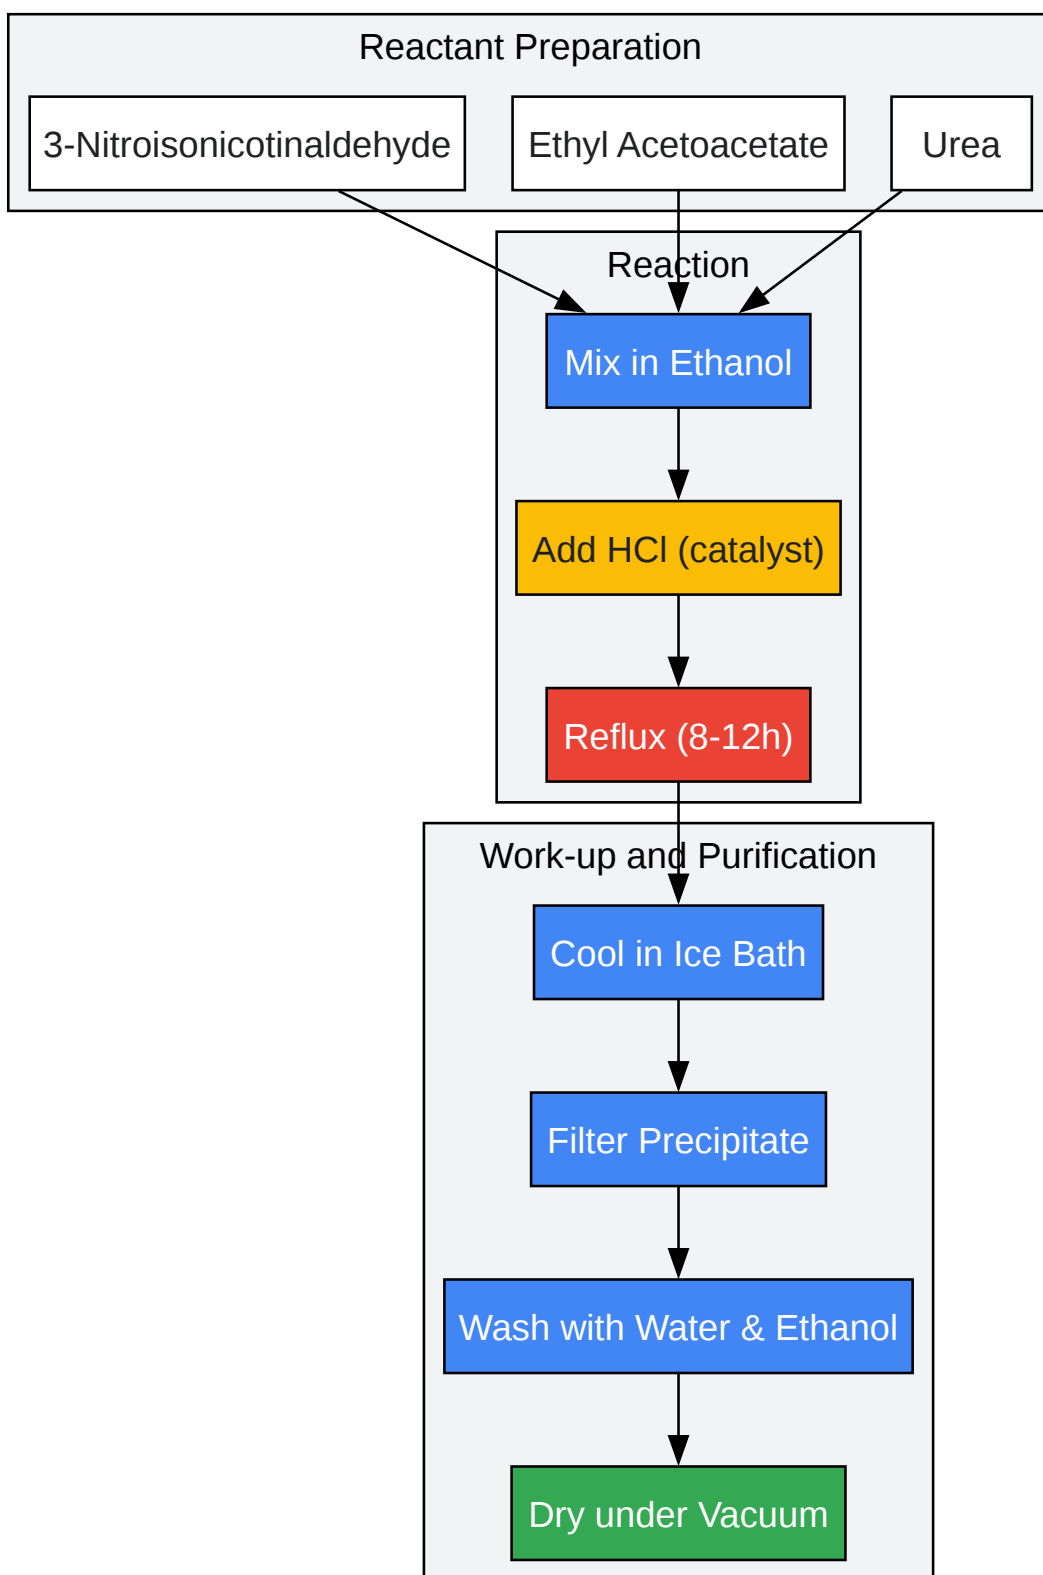 Reactant Preparation
3-Nitroisonicotinaldehyde
Ethyl Acetoacetate
Urea
Reaction
Mix in Ethanol
Add HCl (catalyst)
Reflux (8-12h)
Work-up and Purification
Cool in Ice Bath
Filter Precipitate
Wash with Water & Ethanol
Dry under Vacuum